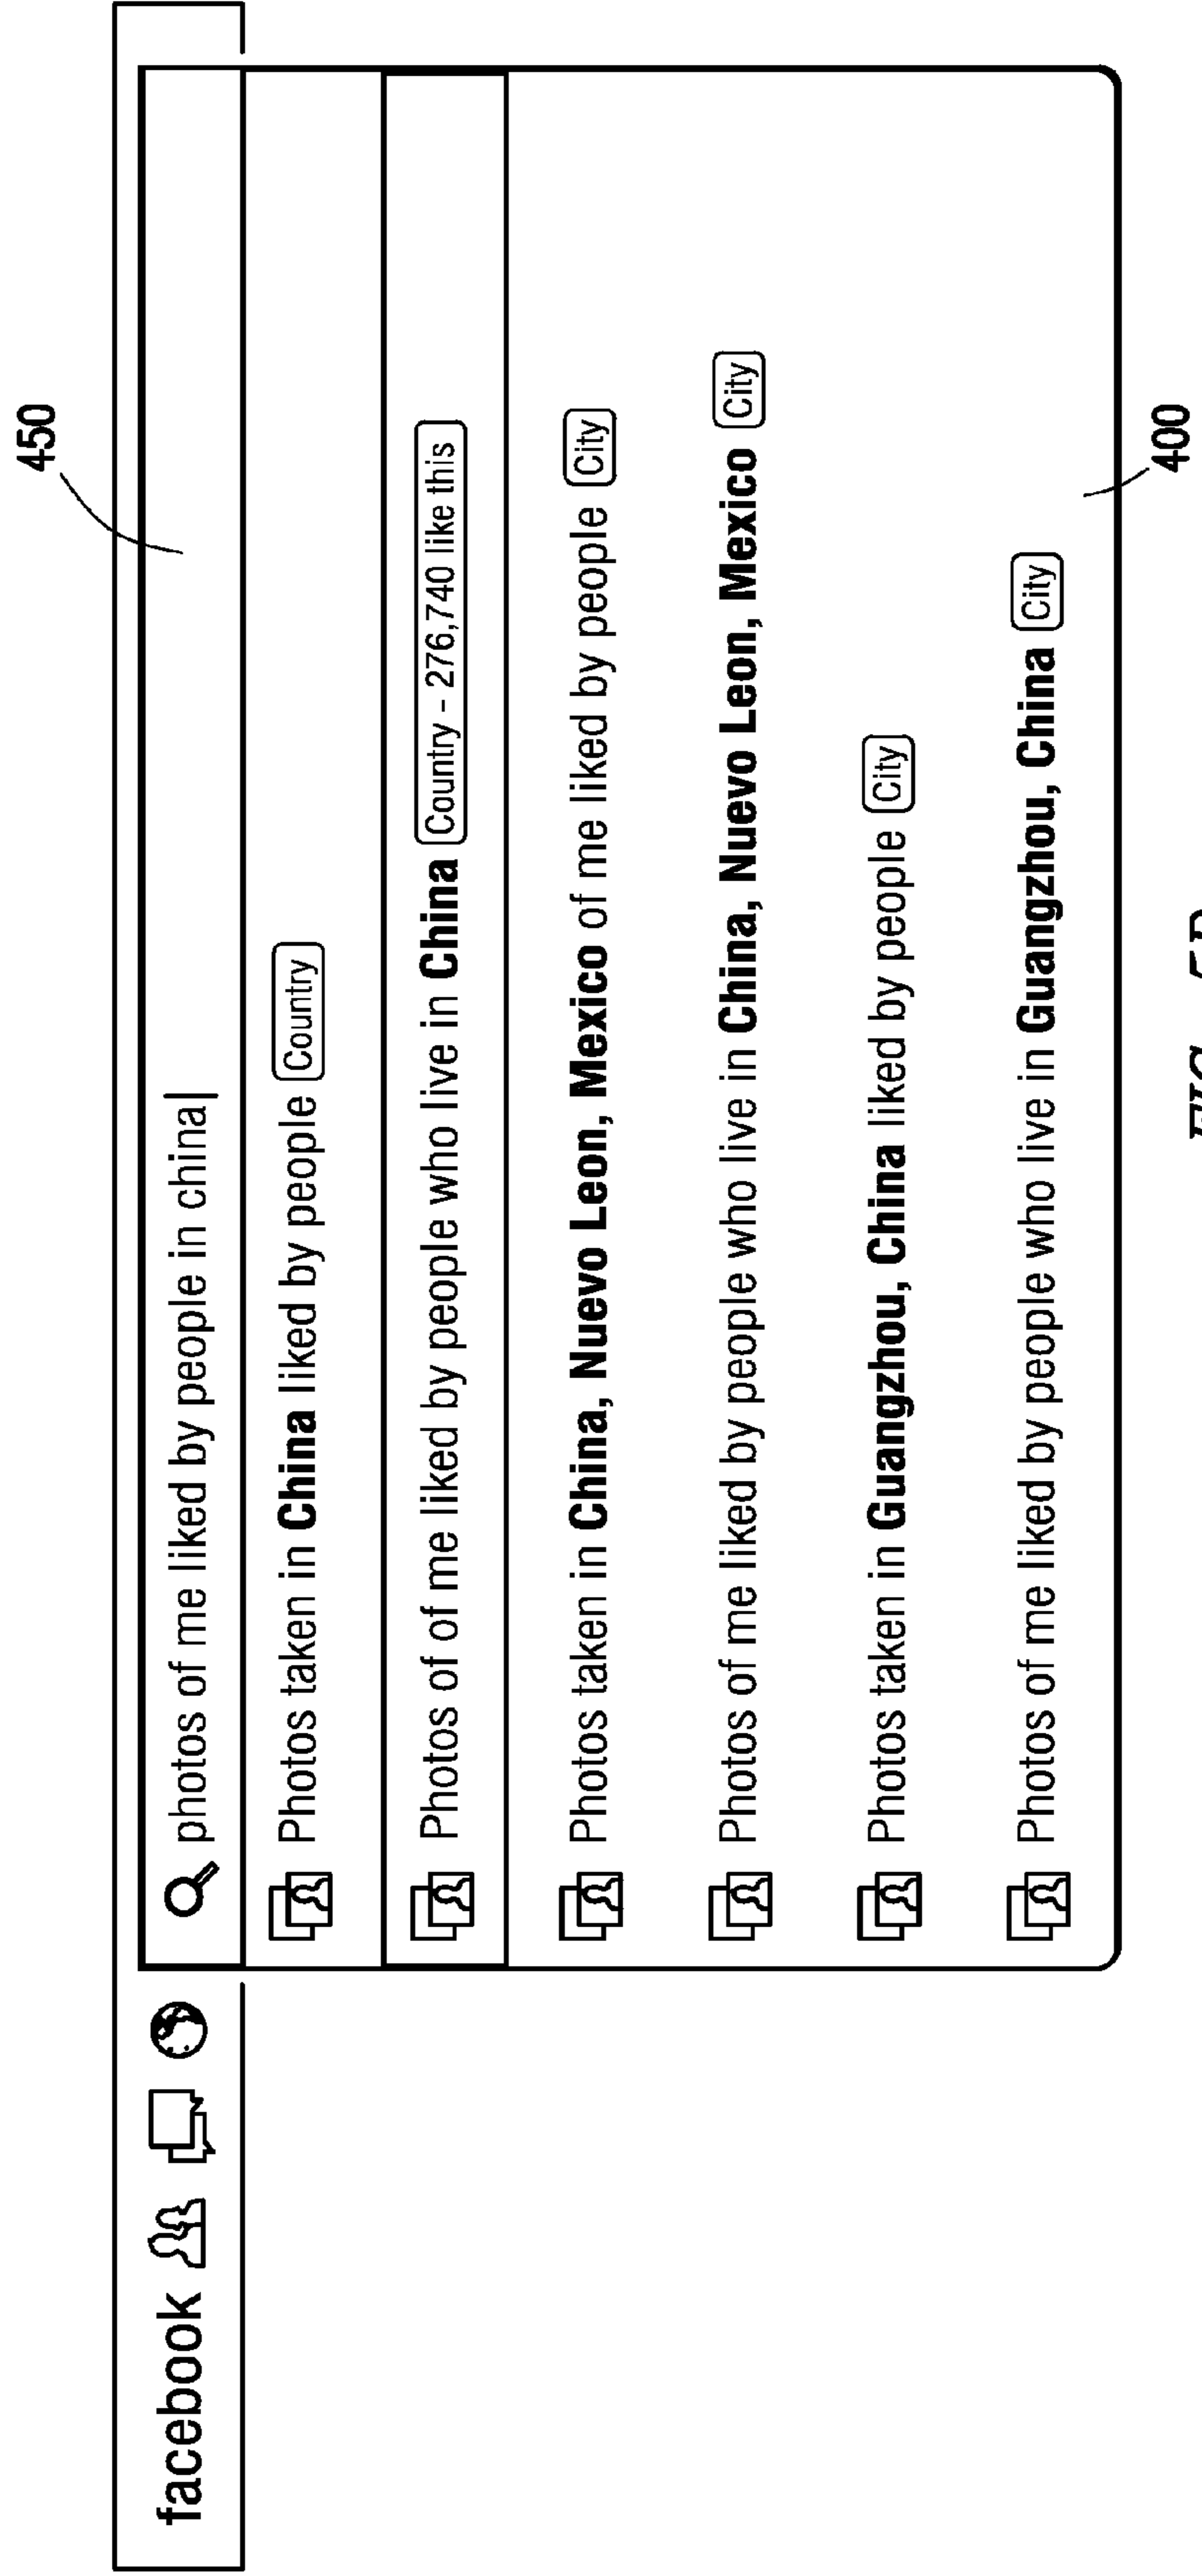 450
facebook photos of me liked by people in china
Photos taken in China liked by people Country
Photos of of me liked by people who live in China Country - 276,740 like this
Photos taken in China, Nuevo Leon, Mexico of me liked by people City
Photos of me liked by people who live in China, Nuevo Leon, Mexico City
Photos taken in Guangzhou, China liked by people City
Photos of me liked by people who live in Guangzhou, China City
400
FIG.